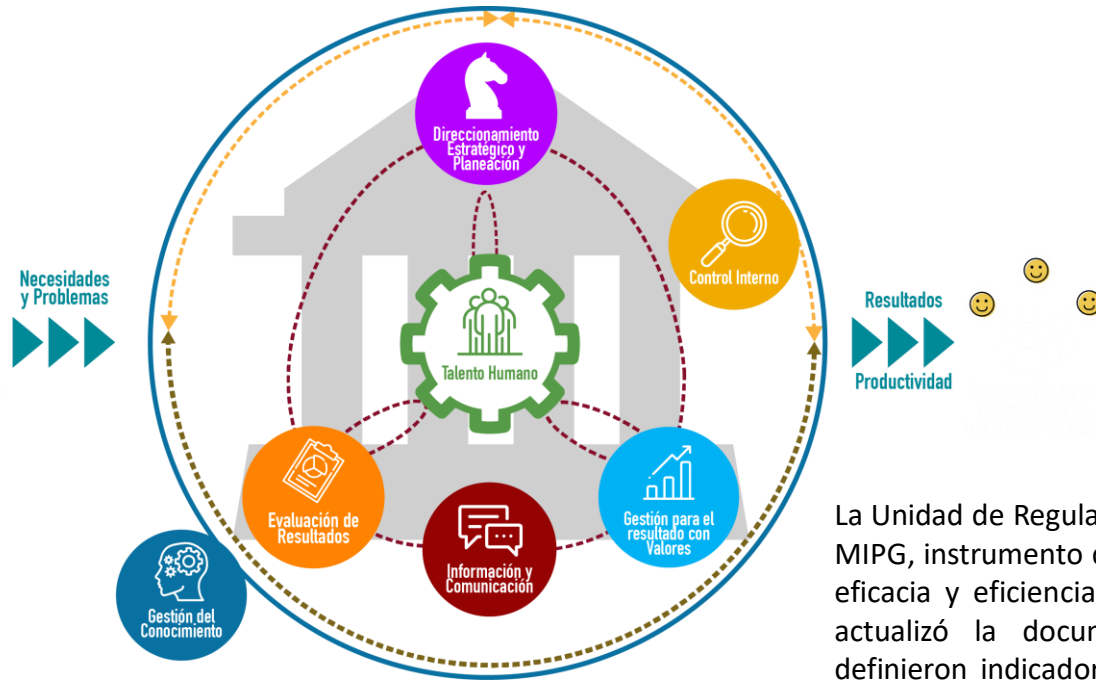 Direccionamiento
Estratégico y
Planeación
Control Interno
Necesidades
y Problemas
Resultados
Productividad
Talento Humano
Evaluación de
Resultados
Información y
Comunicación
Gestión para el
resultado con
Valores
Gestión del
Conocimiento
La Unidad de Regula
MIPG, instrumento
eficacia y eficiencia
actualizó la docu
definieron indicador